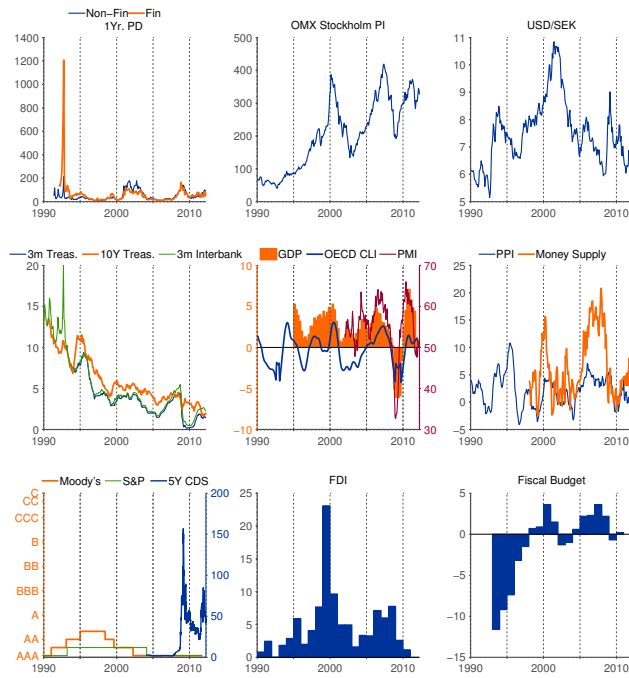 Non-Fin Fin
1Yr. PD
OMX Stockholm PI
USD/SEK
1400
1200
1000
800
600
400
200
0
1990 2000 2010
500
400
300
200
100
0
1990 2000 2010
11
10
9
8
7
6
5
1990 2000 2010
3m Treas. 10Y Treas. 3m Interbank
20
15
10
5
0
1990 2000 2010
GDP OECD CLI PMI
10
5
0
−5
−10
70
60
50
40
30
1990 2000 2010
PPI Money Supply
25
20
15
10
5
0
−5
1990 2000 2010
Moody's S&P 5Y CDS
C
CC
CCC
B
BB
BBB
A
AA
AAA
200
150
100
50
0
1990 2000 2010
FDI
25
20
15
10
5
0
1990 2000 2010
Fiscal Budget
5
0
−5
−10
−15
1990 2000 2010